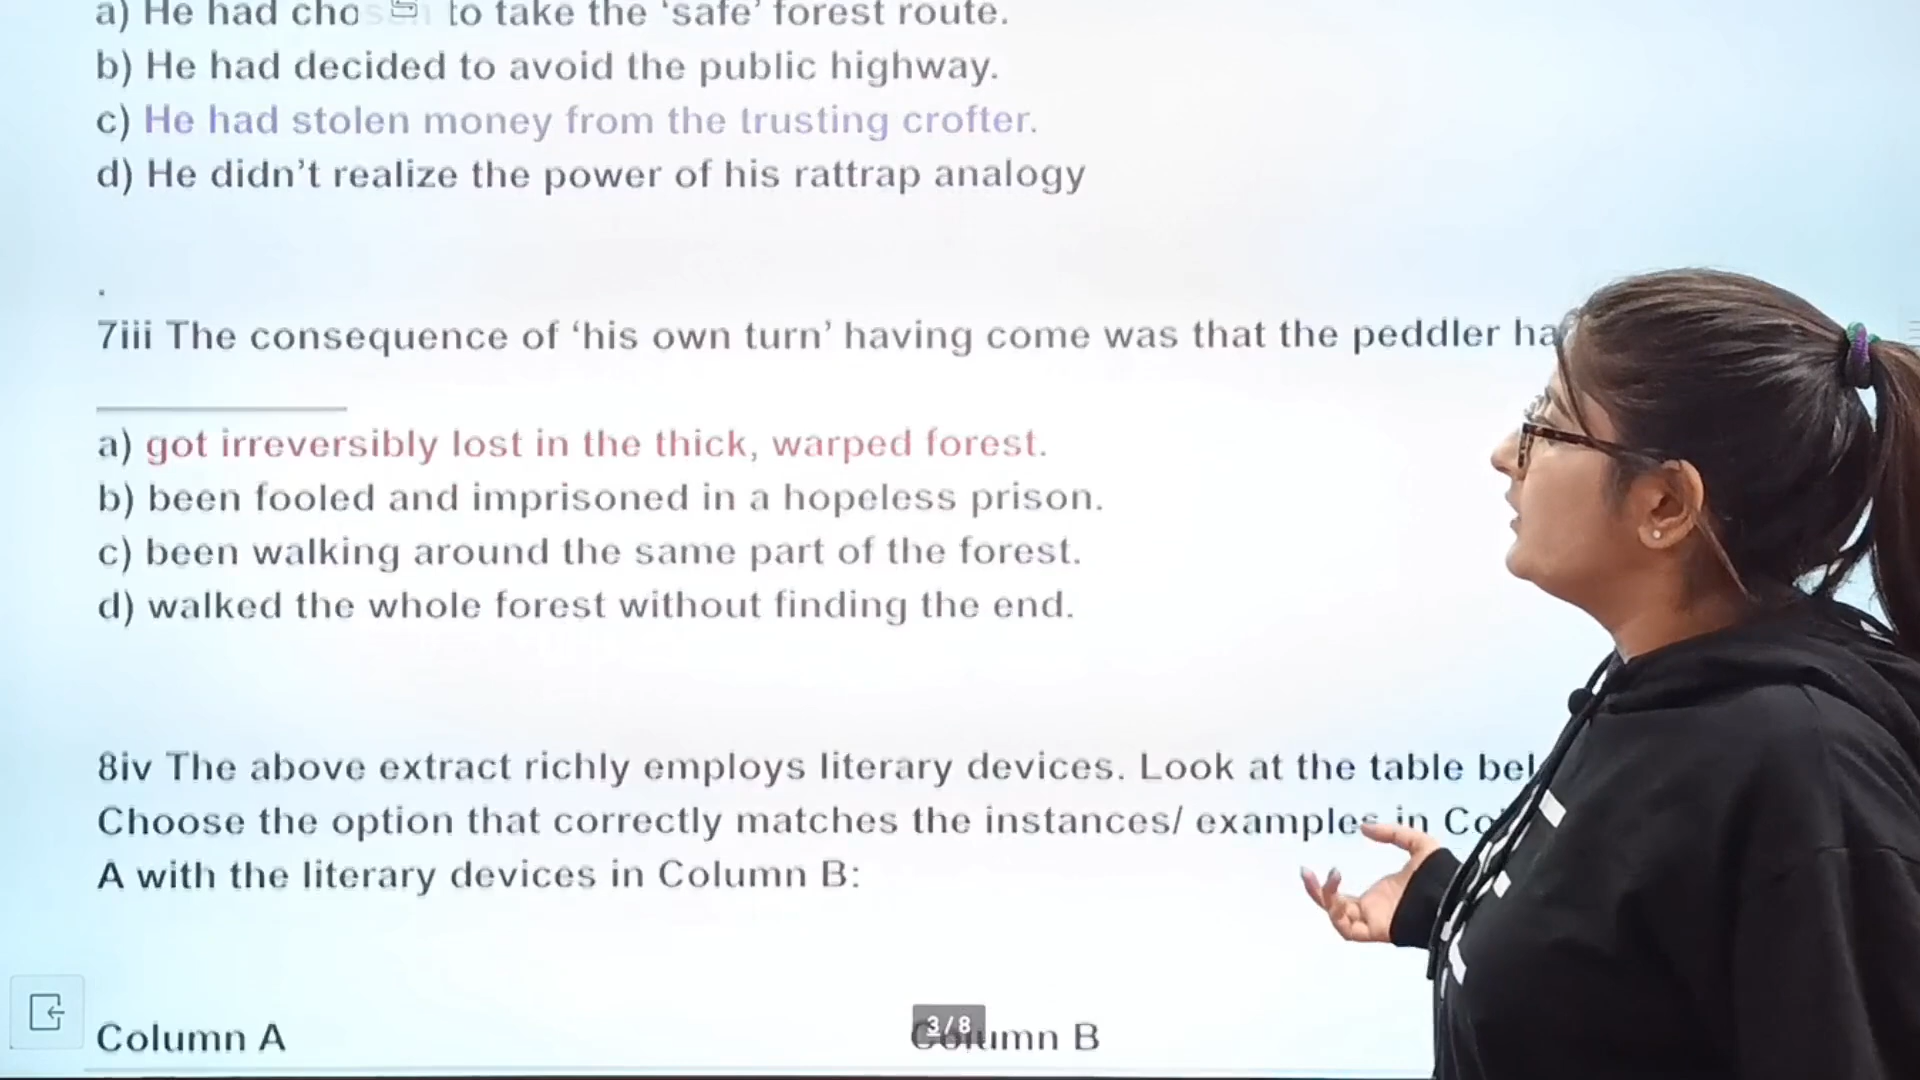 a) He had chosen to take the ‘safe’ forest route.
b) He had decided to avoid the public highway.
c) He had stolen money from the trusting crofter.
d) He didn’t realize the power of his rattrap analogy
.
7iii The consequence of ‘his own turn’ having come was that the peddler ha
a) got irreversibly lost in the thick, warped forest.
b) been fooled and imprisoned in a hopeless prison.
c) been walking around the same part of the forest.
d) walked the whole forest without finding the end.
8iv The above extract richly employs literary devices. Look at the table bel
Choose the option that correctly matches the instances/ examples in Co
A with the literary devices in Column B:
Column A Column B
3/8